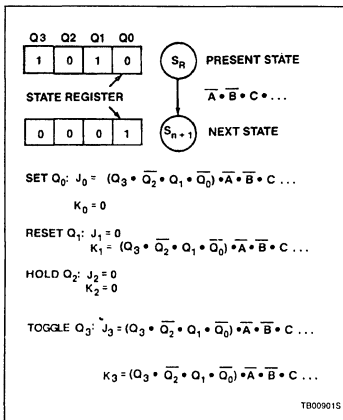 Q3 Q2 Q1 Q0
1 0 1 0
S_R PRESENT STATE
STATE REGISTER
A̅ • B̅ • C • ...
0 0 0 1
S_{n+1} NEXT STATE
SET Q₀: J₀ = (Q₃ • Q̅₂ • Q₁ • Q̅₀) • A̅ • B̅ • C ...
K₀ = 0
RESET Q₁: J₁ = 0
K₁ = (Q₃ • Q̅₂ • Q₁ • Q̅₀) • A̅ • B̅ • C ...
HOLD Q₂: J₂ = 0
K₂ = 0
TOGGLE Q₃: J₃ = (Q₃ • Q̅₂ • Q₁ • Q̅₀) • A̅ • B̅ • C ...
K₃ = (Q₃ • Q̅₂ • Q₁ • Q̅₀) • A̅ • B̅ • C ...
TB00901S